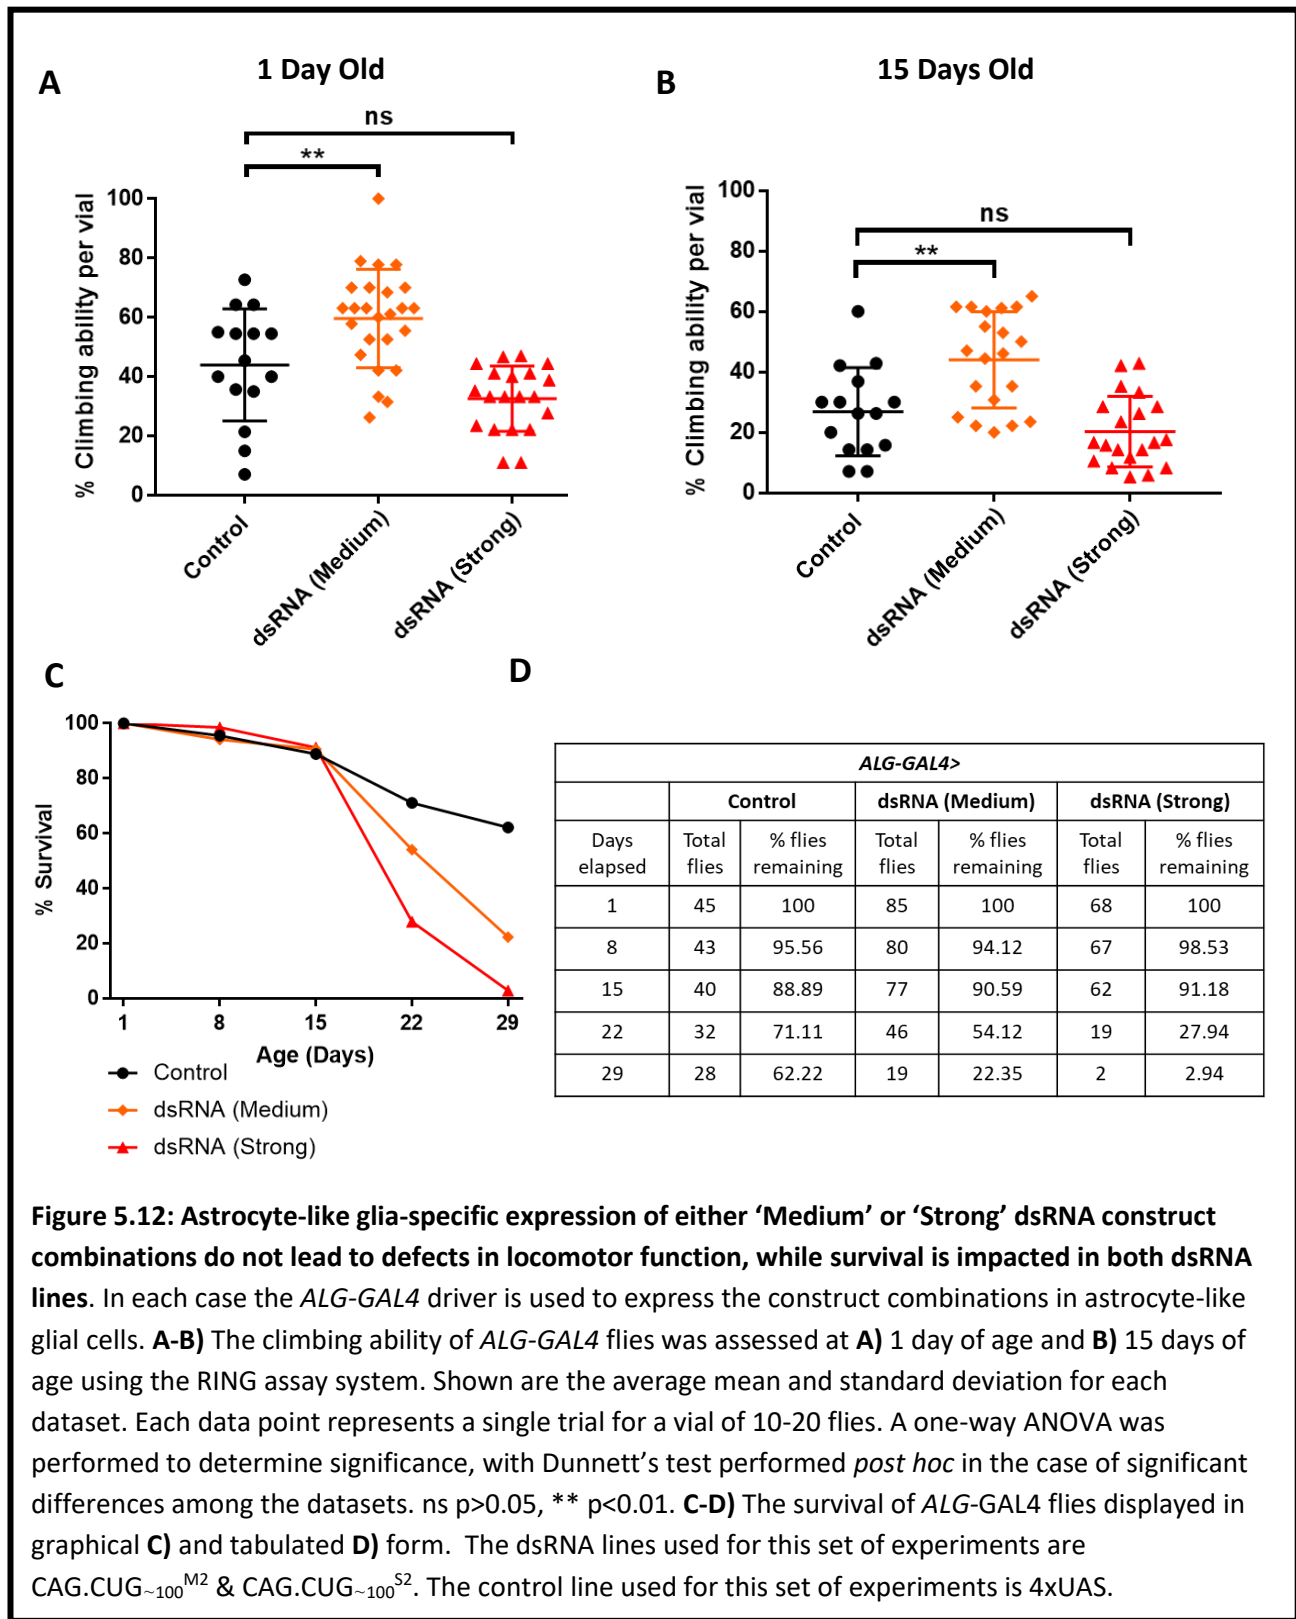 A
1 Day Old
ns
**
% Climbing ability per vial
100
80
60
40
20
0
Control
dsRNA (Medium)
dsRNA (Strong)
B
15 Days Old
ns
**
% Climbing ability per vial
100
80
60
40
20
0
Control
dsRNA (Medium)
dsRNA (Strong)
C
% Survival
100
80
60
40
20
0
1 8 15 22 29
Age (Days)
Control
dsRNA (Medium)
dsRNA (Strong)
D
ALG-GAL4>
Control dsRNA (Medium) dsRNA (Strong)
Days elapsed Total flies % flies remaining Total flies % flies remaining Total flies % flies remaining
1 45 100 85 100 68 100
8 43 95.56 80 94.12 67 98.53
15 40 88.89 77 90.59 62 91.18
22 32 71.11 46 54.12 19 27.94
29 28 62.22 19 22.35 2 2.94
Figure 5.12: Astrocyte-like glia-specific expression of either ‘Medium’ or ‘Strong’ dsRNA construct
combinations do not lead to defects in locomotor function, while survival is impacted in both dsRNA
lines. In each case the ALG-GAL4 driver is used to express the construct combinations in astrocyte-like
glial cells. A-B) The climbing ability of ALG-GAL4 flies was assessed at A) 1 day of age and B) 15 days of
age using the RING assay system. Shown are the average mean and standard deviation for each
dataset. Each data point represents a single trial for a vial of 10-20 flies. A one-way ANOVA was
performed to determine significance, with Dunnett’s test performed post hoc in the case of significant
differences among the datasets. ns p>0.05, ** p<0.01. C-D) The survival of ALG-GAL4 flies displayed in
graphical C) and tabulated D) form.  The dsRNA lines used for this set of experiments are
CAG.CUG~100M2 & CAG.CUG~100S2. The control line used for this set of experiments is 4xUAS.